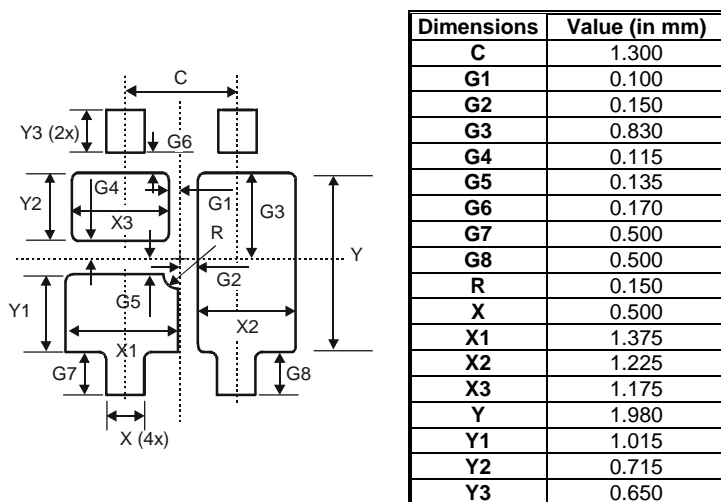 C
Y3 (2x)
G6
G4
Y2
X3
G1
G3
R
Y
G2
G5
Y1
X1
X2
G7
G8
X (4x)
Dimensions Value (in mm)
C 1.300
G1 0.100
G2 0.150
G3 0.830
G4 0.115
G5 0.135
G6 0.170
G7 0.500
G8 0.500
R 0.150
X 0.500
X1 1.375
X2 1.225
X3 1.175
Y 1.980
Y1 1.015
Y2 0.715
Y3 0.650